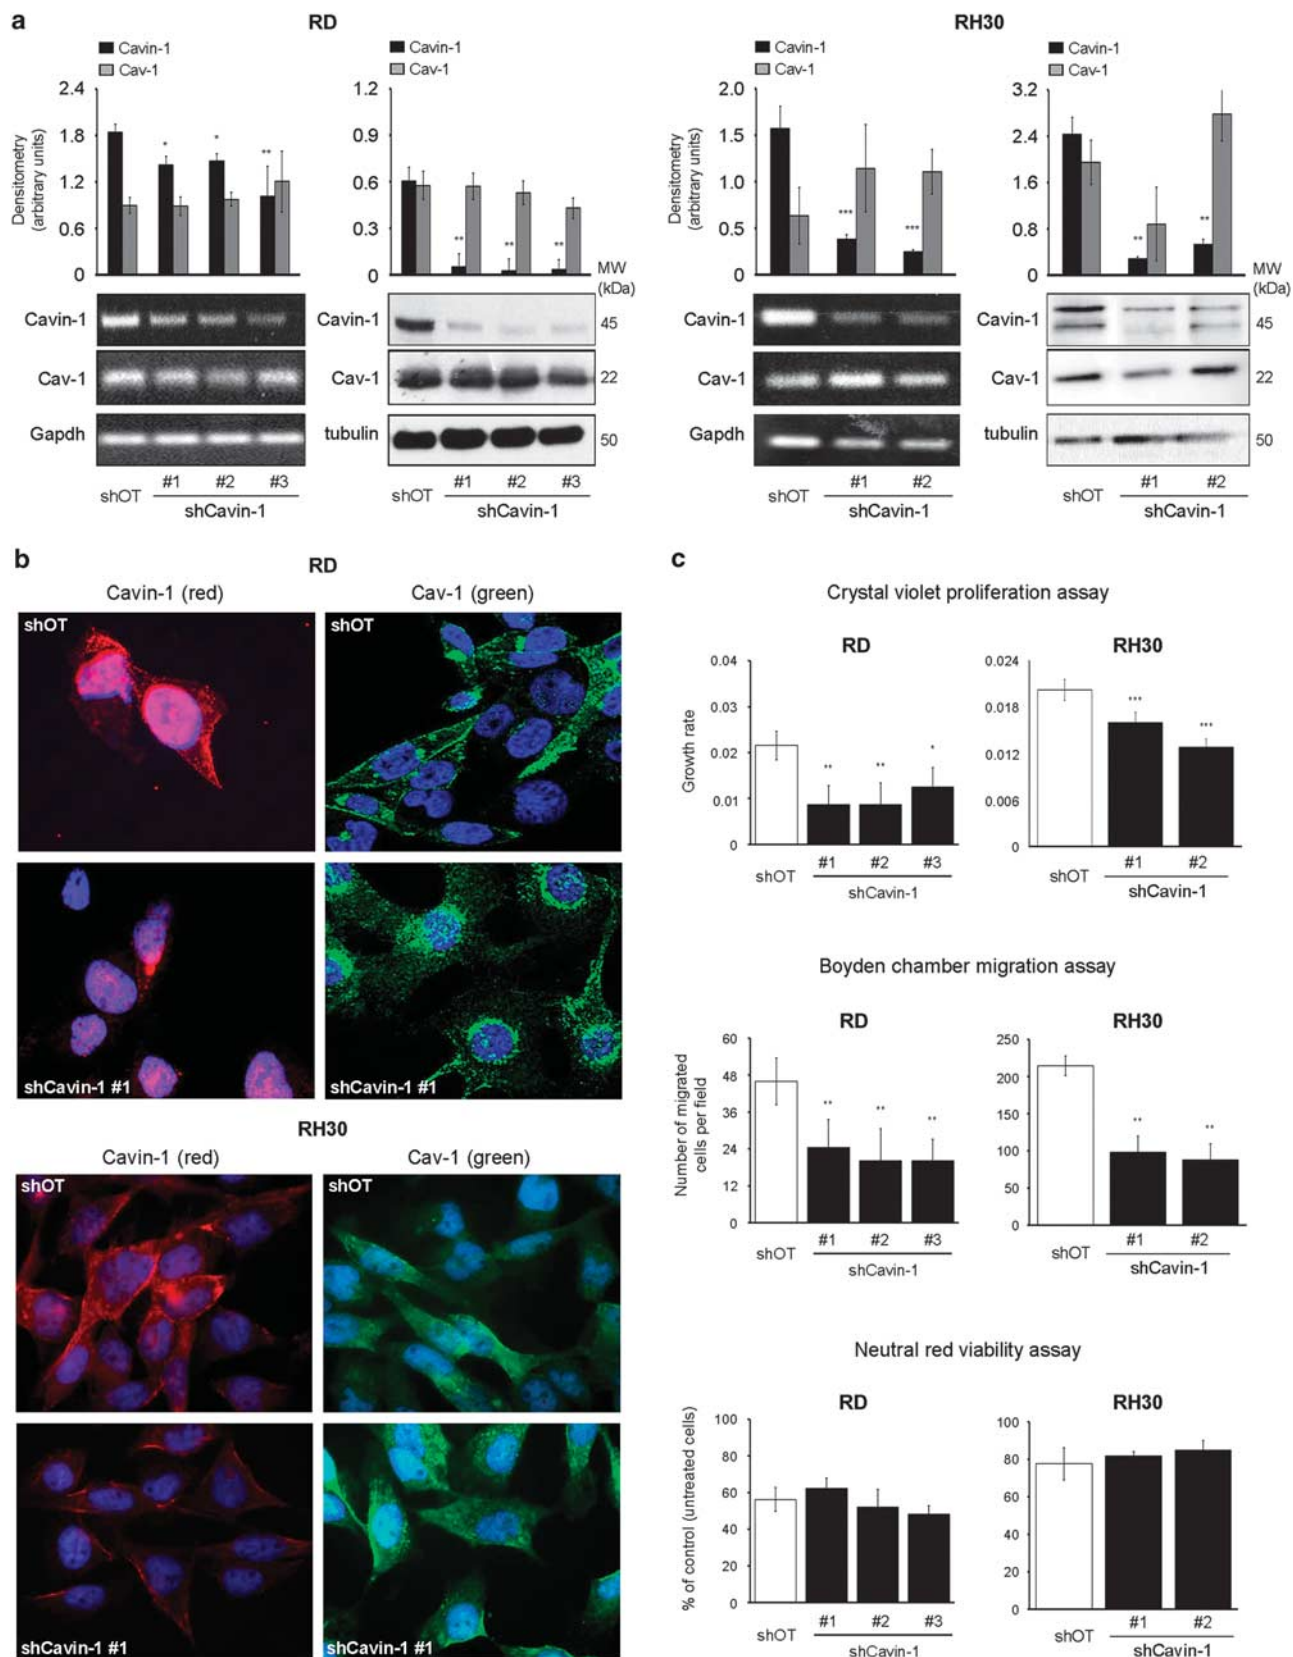 a
RD
RH30
Cavin-1
Cav-1
Cavin-1
Cav-1
Cavin-1
Cav-1
Cavin-1
Cav-1
Densitometry
(arbitrary units)
2.4
1.8
1.2
0.6
0
* * **
1.2
0.9
0.6
0.3
0
** ** **
MW
(kDa)
Densitometry
(arbitrary units)
2.0
1.5
1.0
0.5
0
*** ***
3.2
2.4
1.6
0.8
0
** **
MW
(kDa)
Cavin-1
Cavin-1
45
Cavin-1
Cavin-1
45
Cav-1
Cav-1
22
Cav-1
Cav-1
22
Gapdh
tubulin
50
Gapdh
tubulin
50
shOT #1 #2 #3
shCavin-1
shOT #1 #2 #3
shCavin-1
shOT #1 #2
shCavin-1
shOT #1 #2
shCavin-1
b
RD
Cavin-1 (red)
Cav-1 (green)
shOT
shOT
shCavin-1 #1
shCavin-1 #1
RH30
Cavin-1 (red)
Cav-1 (green)
shOT
shOT
shCavin-1 #1
shCavin-1 #1
c
Crystal violet proliferation assay
RD
Growth rate
0.04
0.03
0.02
0.01
0
** ** *
shOT #1 #2 #3
shCavin-1
RH30
0.024
0.018
0.012
0.006
0
*** ***
shOT #1 #2
shCavin-1
Boyden chamber migration assay
RD
Number of migrated
cells per field
60
48
36
24
12
0
** ** **
shOT #1 #2 #3
shCavin-1
RH30
250
200
150
100
50
0
** **
shOT #1 #2
shCavin-1
Neutral red viability assay
RD
% of control (untreated cells)
100
80
60
40
20
0
shOT #1 #2 #3
shCavin-1
RH30
100
80
60
40
20
0
shOT #1 #2
shCavin-1